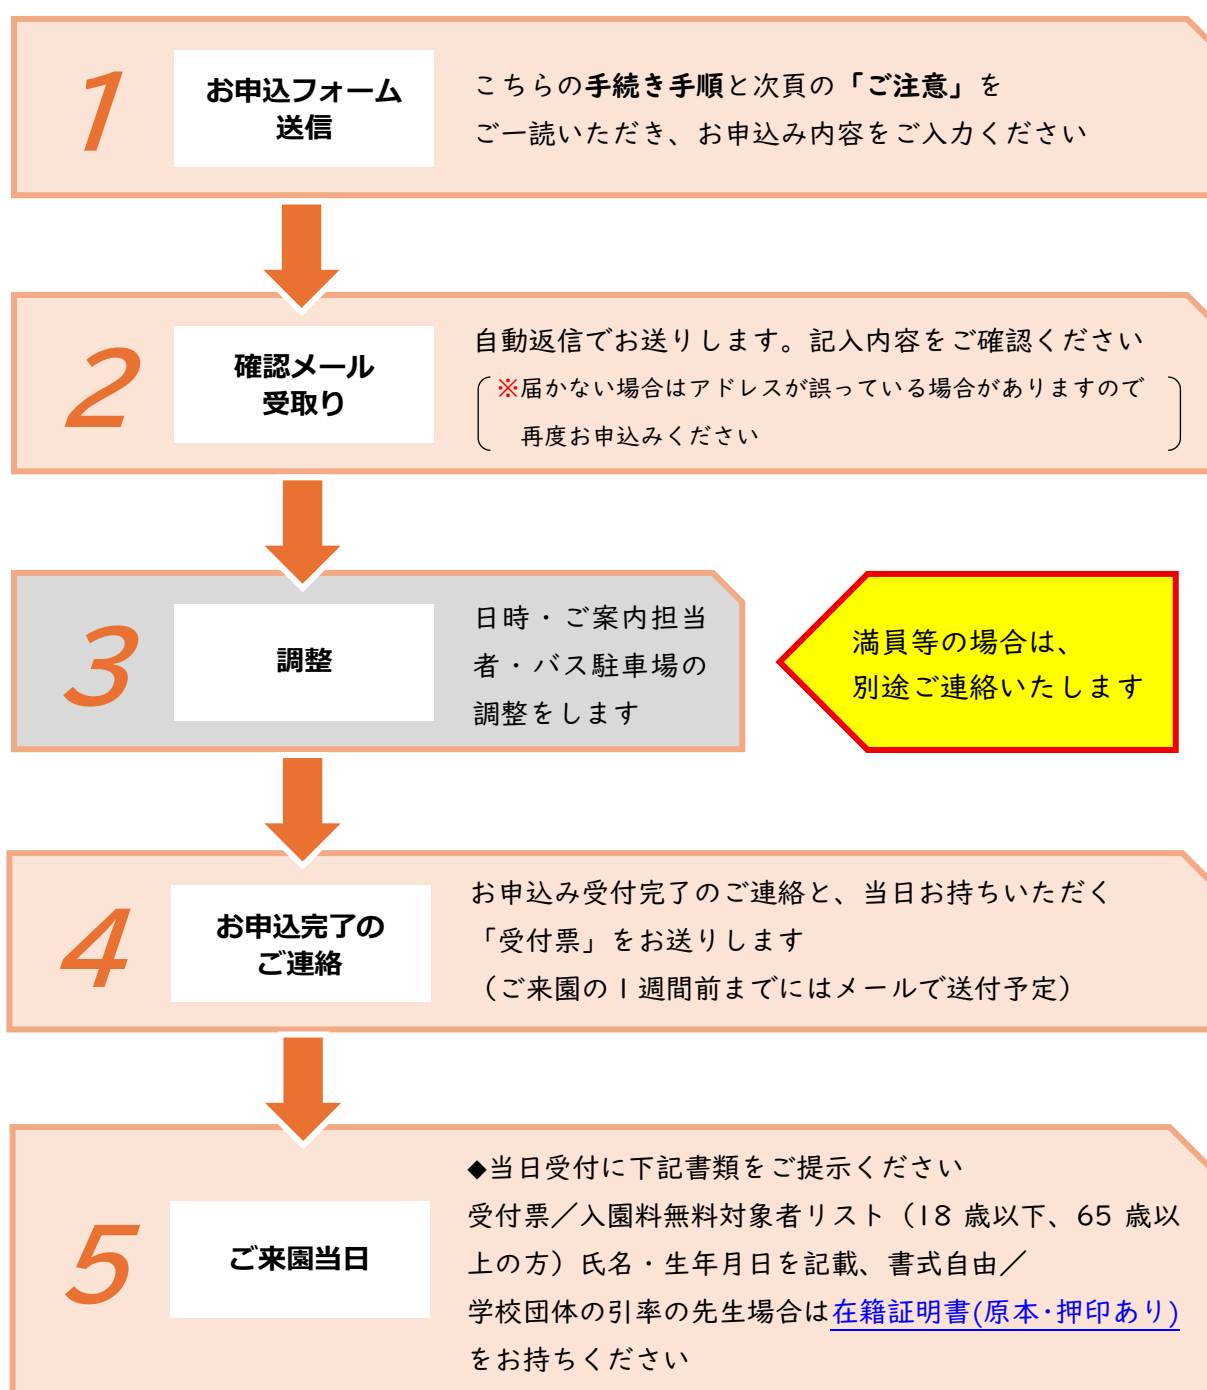 1
お申込フォーム
送信
こちらの手続き手順と次頁の「ご注意」を
ご一読いただき、お申込み内容をご入力ください
2
確認メール
受取り
自動返信でお送りします。記入内容をご確認ください
※届かない場合はアドレスが誤っている場合がありますので
再度お申込みください
3
調整
日時・ご案内担当
者・バス駐車場の
調整をします
満員等の場合は、
別途ご連絡いたします
4
お申込完了の
ご連絡
お申込み受付完了のご連絡と、当日お持ちいただく
「受付票」をお送りします
（ご来園の1週間前までにはメールで送付予定）
5
ご来園当日
◆当日受付に下記書類をご提示ください
受付票／入園料無料対象者リスト（18 歳以下、65 歳以
上の方）氏名・生年月日を記載、書式自由／
学校団体の引率の先生場合は在籍証明書(原本･押印あり)
をお持ちください